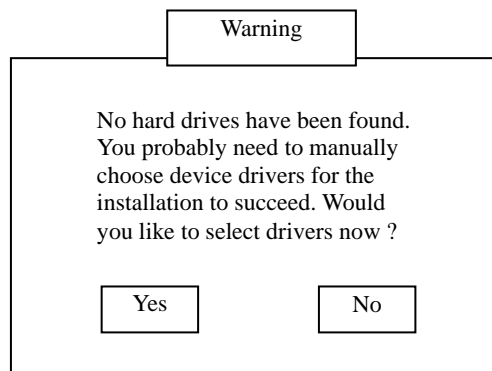 Warning
No hard drives have been found.
You probably need to manually
choose device drivers for the
installation to succeed. Would
you like to select drivers now ?
Yes
No